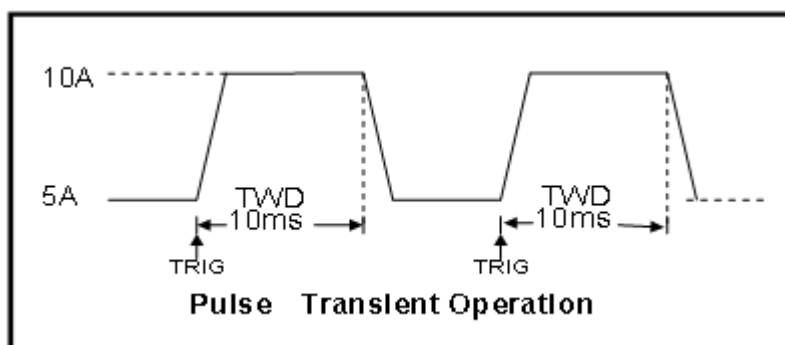 10A
5A
TWD
10ms
TWD
10ms
TRIG
TRIG
Pulse Transient Operation